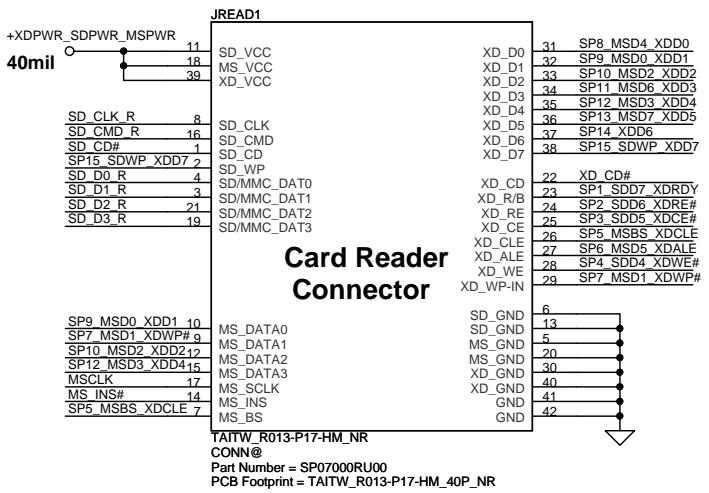 JREAD1
+XDPWR_SDPWR_MSPWR
40mil
11 SD_VCC
18 MS_VCC
39 XD_VCC
SD_CLK_R 8 SD_CLK
SD_CMD_R 16 SD_CMD
SD_CD# 1 SD_CD
SP15_SDWP_XDD7 2 SD_WP
SD_D0_R 4 SD/MMC_DAT0
SD_D1_R 3 SD/MMC_DAT1
SD_D2_R 21 SD/MMC_DAT2
SD_D3_R 19 SD/MMC_DAT3
SP9_MSD0_XDD1 10 MS_DATA0
SP7_MSD1_XDWP# 9 MS_DATA1
SP10_MSD2_XDD2 12 MS_DATA2
SP12_MSD3_XDD4 15 MS_DATA3
MSCLK 17 MS_SCLK
MS_INS# 14 MS_INS
SP5_MSBS_XDCLE 7 MS_BS
Card Reader
Connector
XD_D0 31 SP8_MSD4_XDD0
XD_D1 32 SP9_MSD0_XDD1
XD_D2 33 SP10_MSD2_XDD2
XD_D3 34 SP11_MSD6_XDD3
XD_D4 35 SP12_MSD3_XDD4
XD_D5 36 SP13_MSD7_XDD5
XD_D6 37 SP14_XDD6
XD_D7 38 SP15_SDWP_XDD7
XD_CD 22 XD_CD#
XD_R/B 23 SP1_SDD7_XDRDY
XD_RE 24 SP2_SDD6_XDRE#
XD_CE 25 SP3_SDD5_XDCE#
XD_CLE 26 SP5_MSBS_XDCLE
XD_ALE 27 SP6_MSD5_XDALE
XD_WE 28 SP4_SDD4_XDWE#
XD_WP-IN 29 SP7_MSD1_XDWP#
SD_GND 6
SD_GND 13
MS_GND 5
MS_GND 20
XD_GND 30
XD_GND 40
GND 41
GND 42
TAITW_R013-P17-HM_NR
CONN@
Part Number = SP07000RU00
PCB Footprint = TAITW_R013-P17-HM_40P_NR